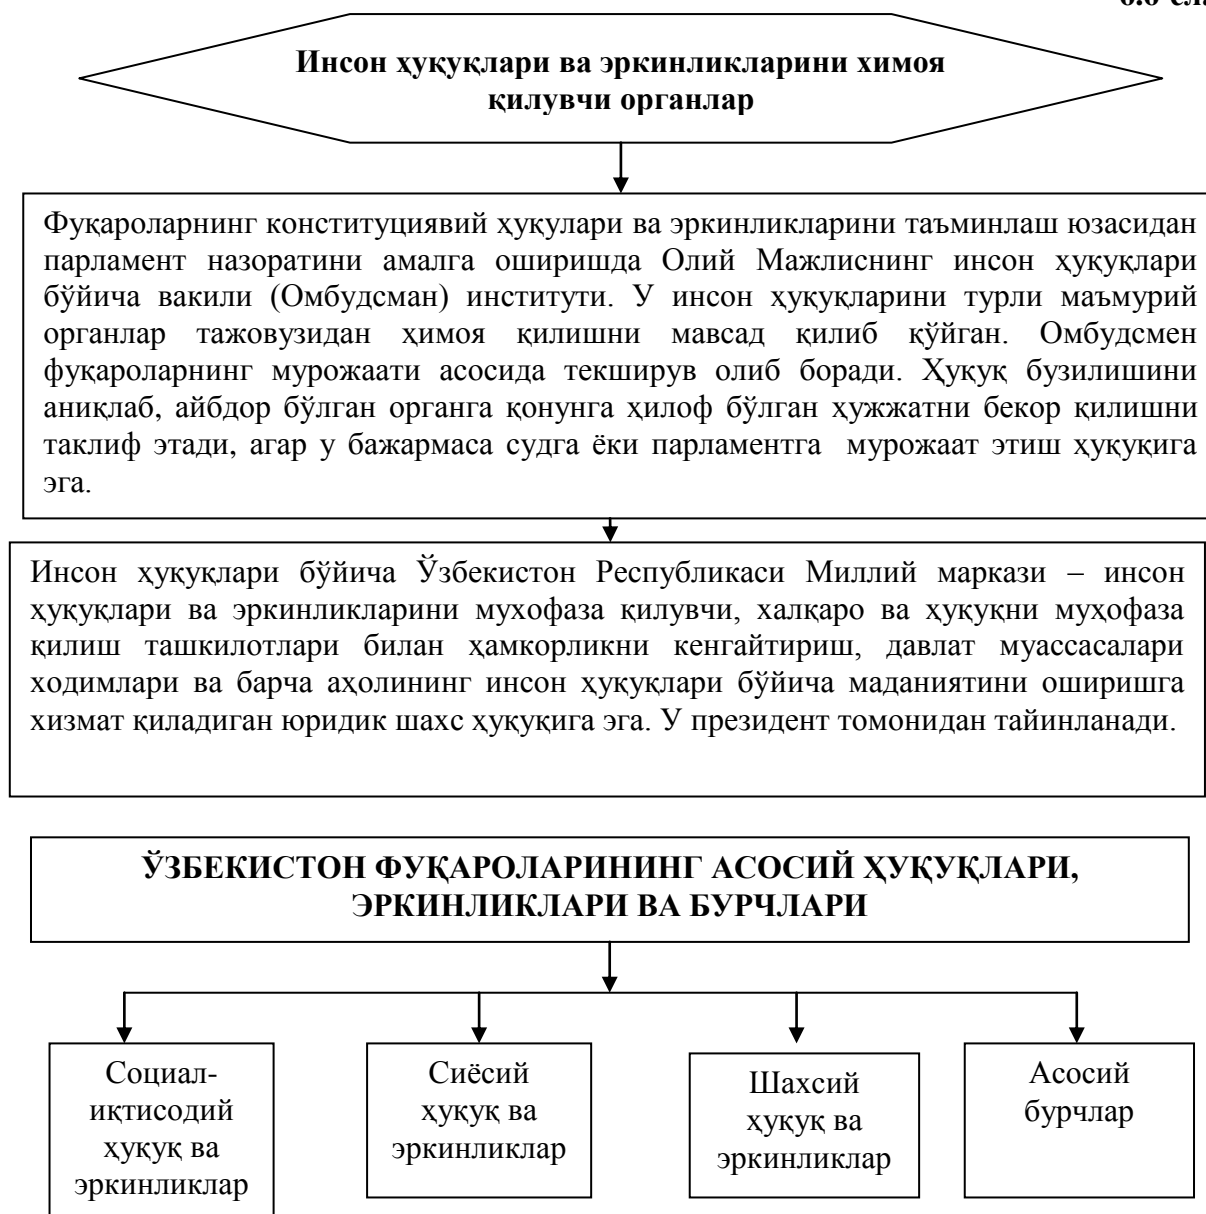 Инсон ҳуқуқлари ва эркинликларини химоя
қилувчи органлар
Фуқароларнинг конституциявий ҳуқулари ва эркинликларини таъминлаш юзасидан
парламент назоратини амалга оширишда Олий Мажлиснинг инсон ҳуқуқлари
бўйича вакили (Омбудсман) институти. У инсон ҳуқуқларини турли маъмурий
органлар тажовузидан ҳимоя қилишни мавсад қилиб қўйган. Омбудсмен
фуқароларнинг мурожаати асосида текширув олиб боради. Ҳуқуқ бузилишини
аниқлаб, айбдор бўлган органга қонунга ҳилоф бўлган ҳужжатни бекор қилишни
таклиф этади, агар у бажармаса судга ёки парламентга мурожаат этиш ҳуқуқига
эга.
Инсон ҳуқуқлари бўйича Ўзбекистон Республикаси Миллий маркази – инсон
ҳуқуқлари ва эркинликларини мухофаза қилувчи, халқаро ва ҳуқуқни муҳофаза
қилиш ташкилотлари билан ҳамкорликни кенгайтириш, давлат муассасалари
ходимлари ва барча аҳолининг инсон ҳуқуқлари бўйича маданиятини оширишга
хизмат қиладиган юридик шахс ҳуқуқига эга. У президент томонидан тайинланади.
ЎЗБЕКИСТОН ФУҚАРОЛАРИНИНГ АСОСИЙ ҲУҚУҚЛАРИ,
ЭРКИНЛИКЛАРИ ВА БУРЧЛАРИ
Социал-
иқтисодий
ҳуқуқ ва
эркинликлар
Сиёсий
ҳуқуқ ва
эркинликлар
Шахсий
ҳуқуқ ва
эркинликлар
Асосий
бурчлар